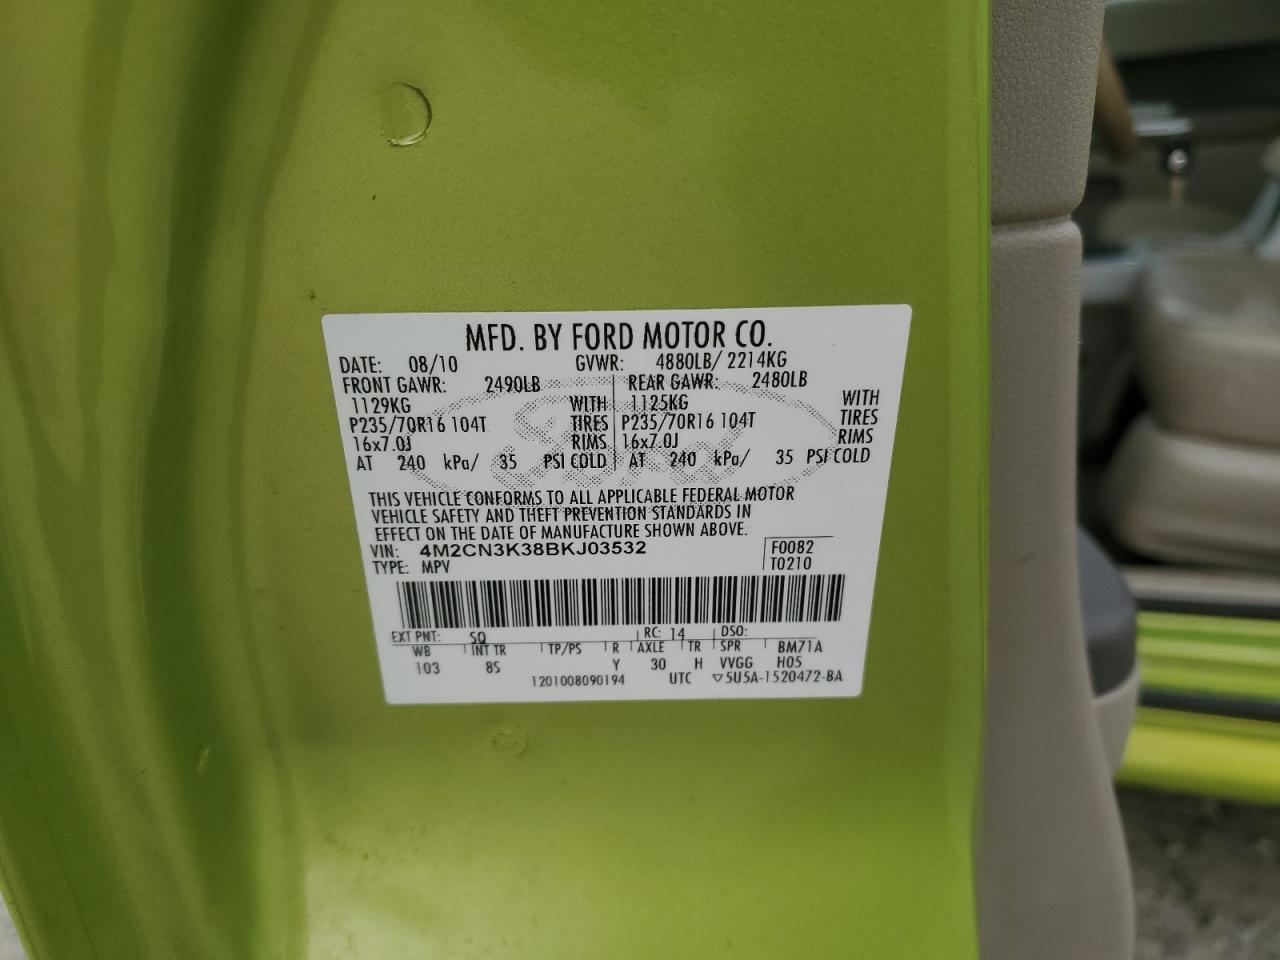 MFD. BY FORD MOTOR CO.
DATE: 08/10 GVWR: 4880LB/ 2214KG
FRONT GAWR: 2490LB REAR GAWR: 2480LB
1129KG WITH 1125KG WITH
P235/70R16 104T TIRES P235/70R16 104T TIRES
16x7.0J RIMS 16x7.0J RIMS
AT 240 kPa/ 35 PSI COLD AT 240 kPa/ 35 PSI COLD
Ford
THIS VEHICLE CONFORMS TO ALL APPLICABLE FEDERAL MOTOR
VEHICLE SAFETY AND THEFT PREVENTION STANDARDS IN
EFFECT ON THE DATE OF MANUFACTURE SHOWN ABOVE.
VIN: 4M2CN3K38BKJ03532 F0082
TYPE: MPV T0210
EXT PNT: SQ RC: 14 DSO:
WB INT TR TP/PS R AXLE TR SPR BM71A
103 8S Y 30 H VVGG H05
1201008090194 UTC ▽5U5A-1520472-BA